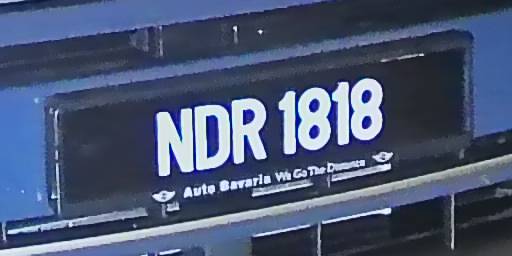 NDR 1818
Auto Bavaria We Go The Distance